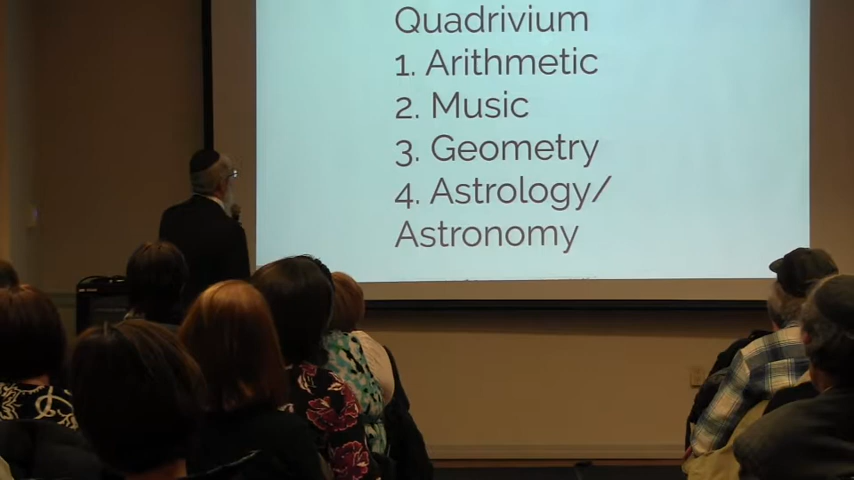 Quadrivium
1. Arithmetic
2. Music
3. Geometry
4. Astrology/
Astronomy